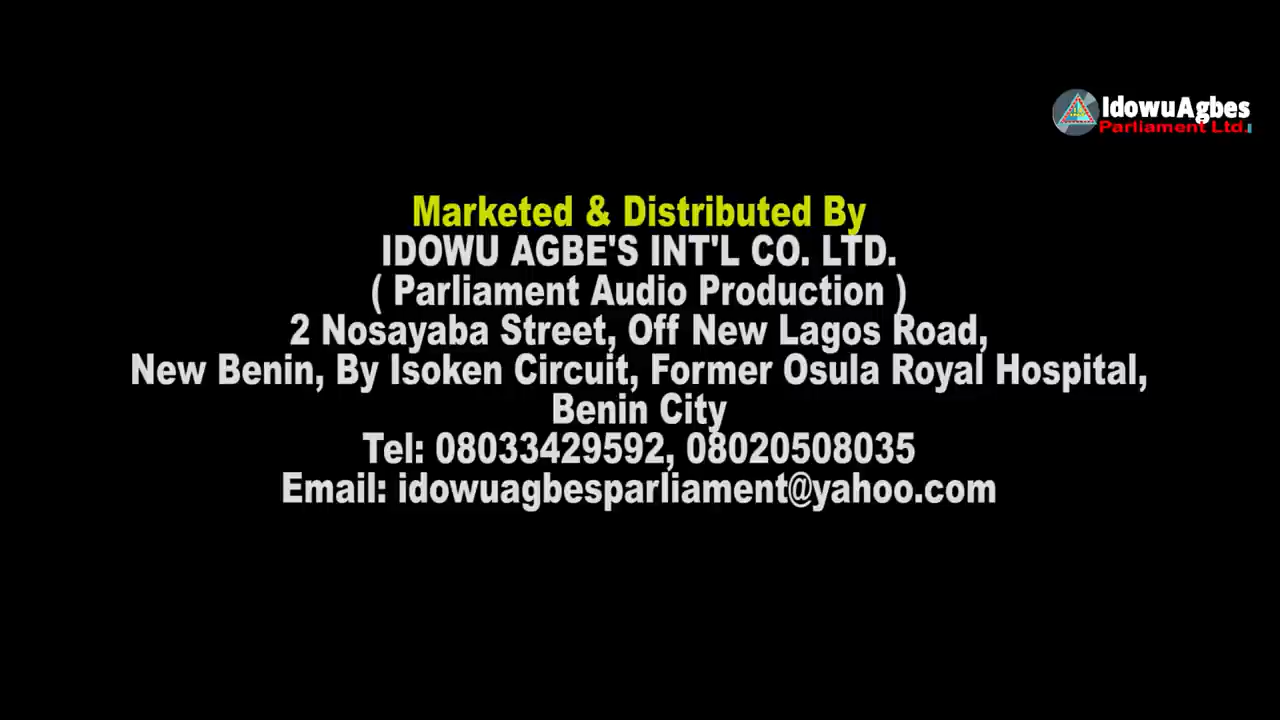 IdowuAgbes
Parliament Ltd.
Marketed & Distributed By
IDOWU AGBE'S INT'L CO. LTD.
( Parliament Audio Production )
2 Nosayaba Street, Off New Lagos Road,
New Benin, By Isoken Circuit, Former Osula Royal Hospital,
Benin City
Tel: 08033429592, 08020508035
Email: idowuagbesparliament@yahoo.com